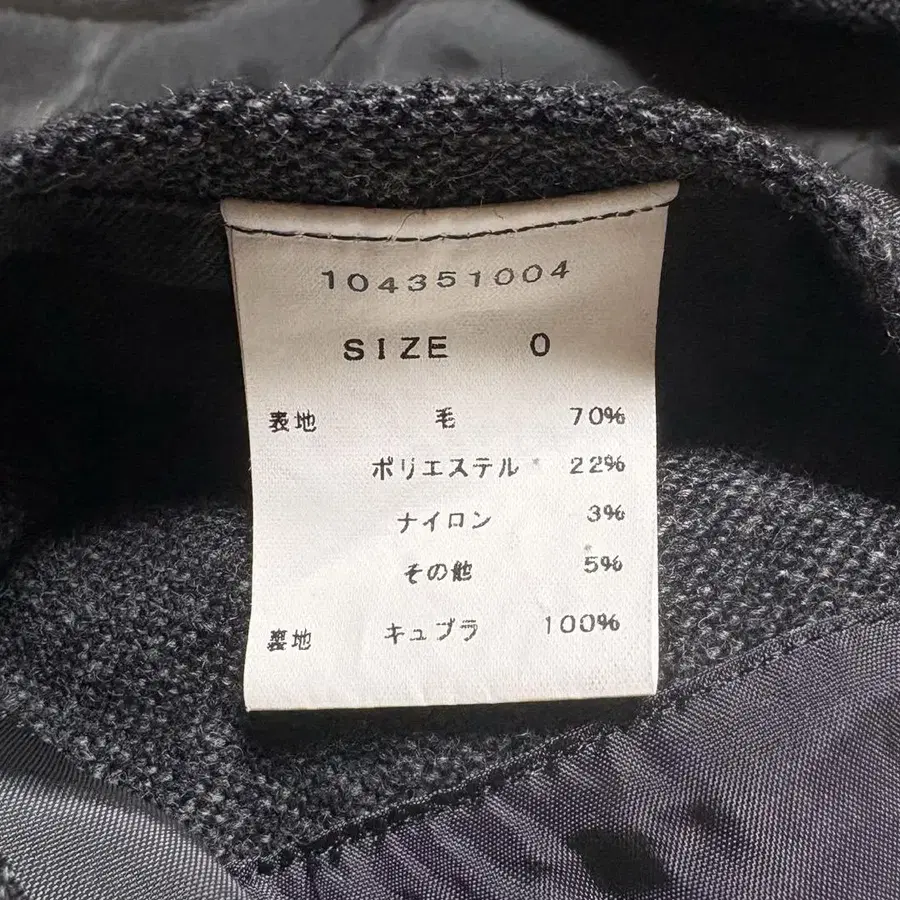 104351004
SIZE 0
表地 毛 70%
ポリエステル 22%
ナイロン 3%
その他 5%
裏地 キュプラ 100%